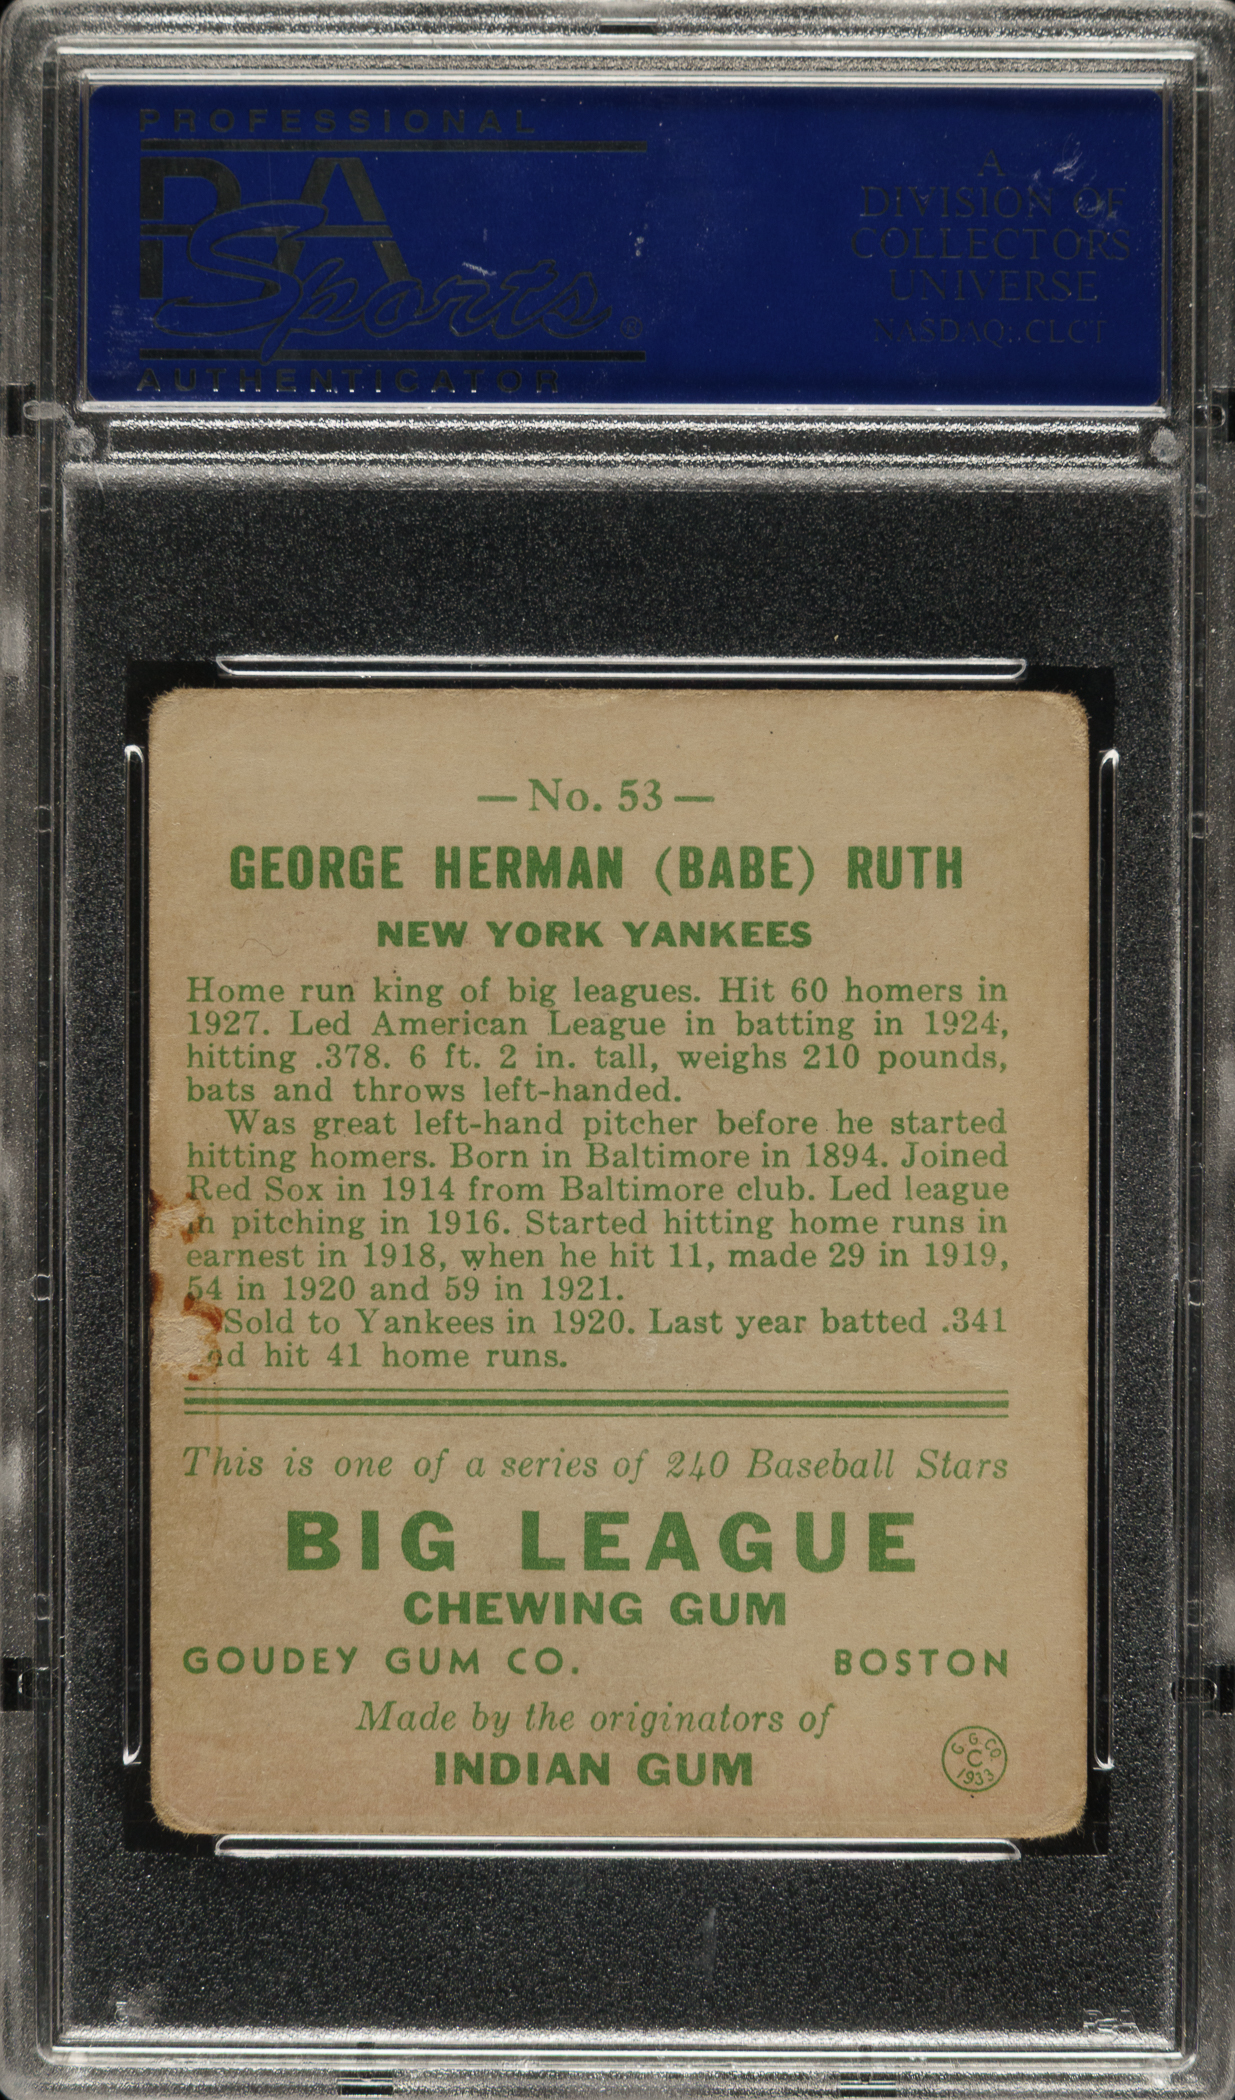 PROFESSIONAL
PSA
Sports ®
AUTHENTICATOR
A
DIVISION OF
COLLECTORS
UNIVERSE
NASDAQ: CLCT
— No. 53 —
GEORGE HERMAN (BABE) RUTH
NEW YORK YANKEES
Home run king of big leagues. Hit 60 homers in
1927. Led American League in batting in 1924,
hitting .378. 6 ft. 2 in. tall, weighs 210 pounds,
bats and throws left-handed.
Was great left-hand pitcher before he started
hitting homers. Born in Baltimore in 1894. Joined
Red Sox in 1914 from Baltimore club. Led league
in pitching in 1916. Started hitting home runs in
earnest in 1918, when he hit 11, made 29 in 1919,
54 in 1920 and 59 in 1921.
Sold to Yankees in 1920. Last year batted .341
and hit 41 home runs.
This is one of a series of 240 Baseball Stars
BIG LEAGUE
CHEWING GUM
GOUDEY GUM CO. BOSTON
Made by the originators of
INDIAN GUM
G. G. CO.
C
1933
PSA